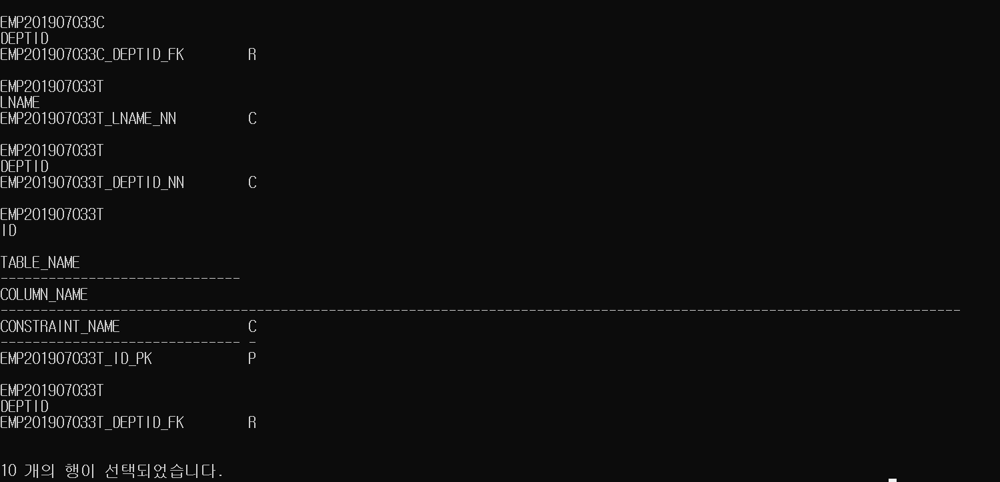 EMP201907033C
DEPTID
EMP201907033C_DEPTID_FK        R
EMP201907033T
LNAME
EMP201907033T_LNAME_NN         C
EMP201907033T
DEPTID
EMP201907033T_DEPTID_NN        C
EMP201907033T
ID
TABLE_NAME
------------------------------
COLUMN_NAME
------------------------------------------------------------------------------------------------------------------------
CONSTRAINT_NAME                C
------------------------------ -
EMP201907033T_ID_PK            P
EMP201907033T
DEPTID
EMP201907033T_DEPTID_FK        R
10 개의 행이 선택되었습니다.